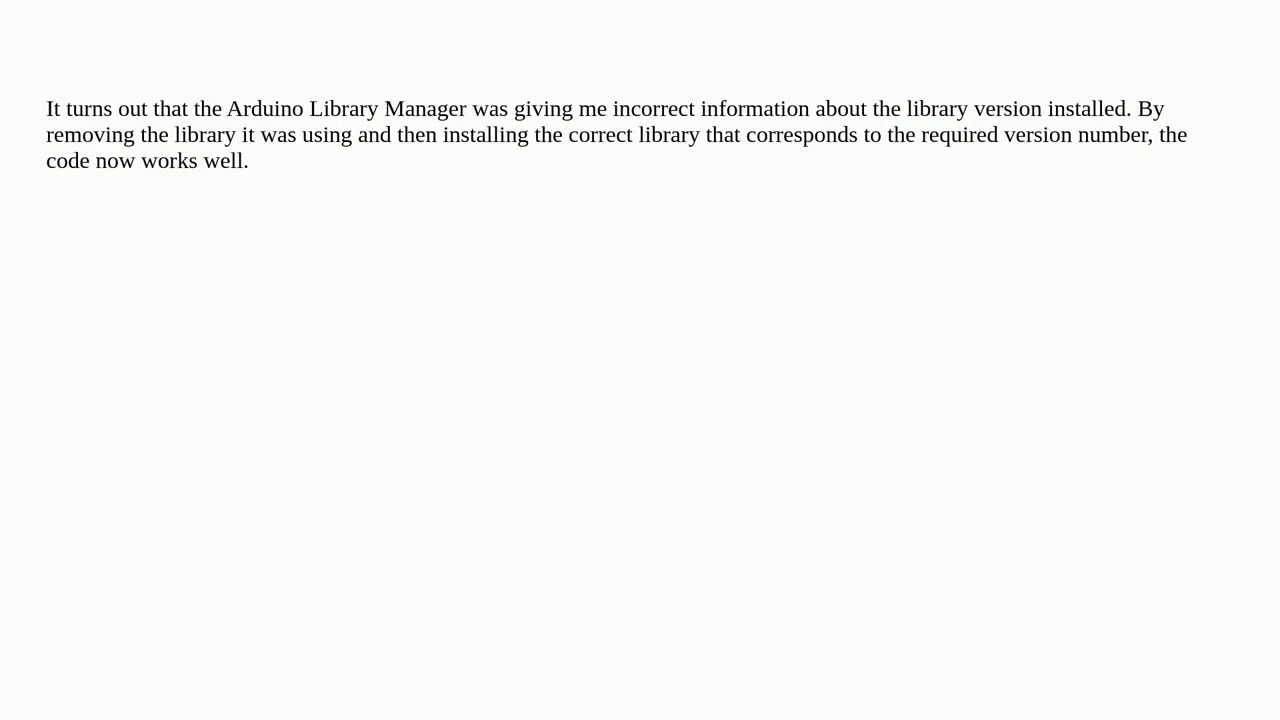 It turns out that the Arduino Library Manager was giving me incorrect information about the library version installed. By
removing the library it was using and then installing the correct library that corresponds to the required version number, the
code now works well.